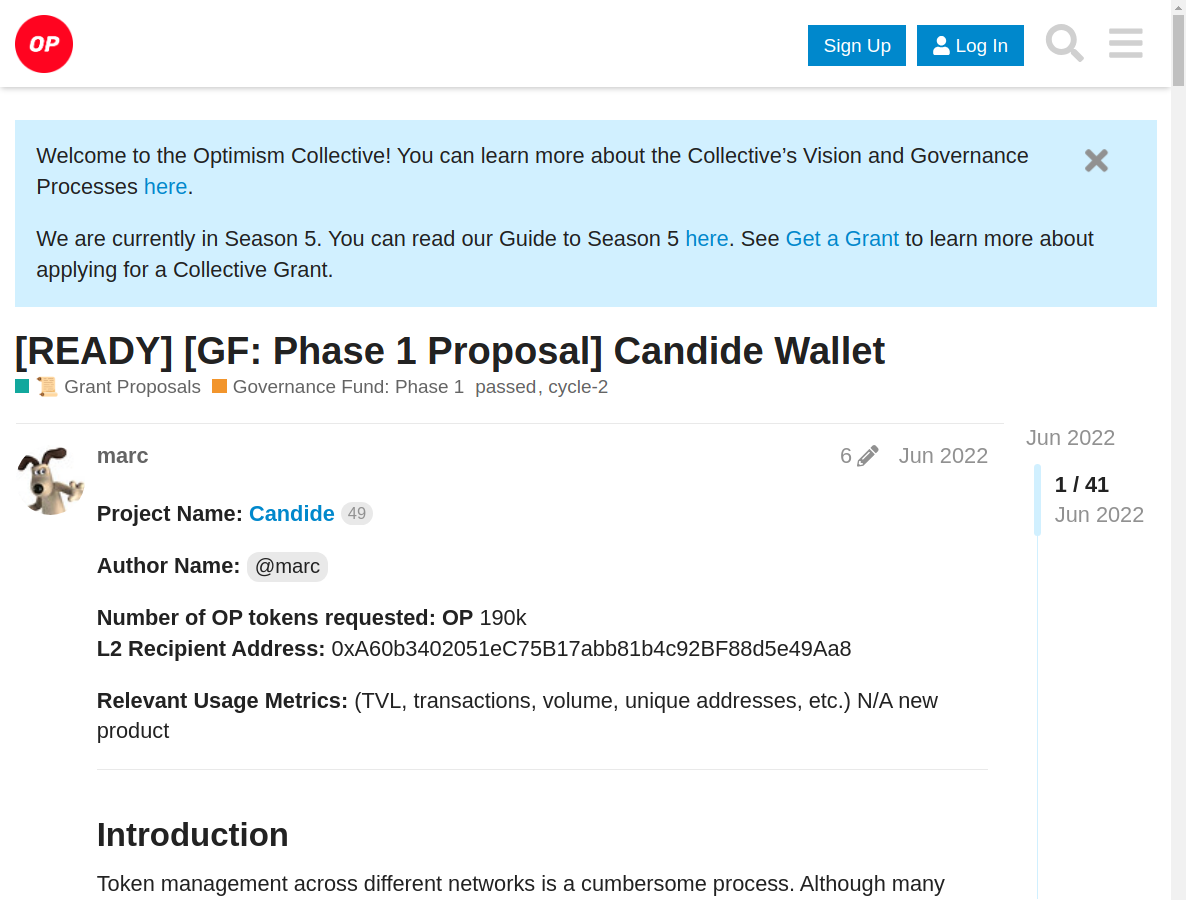 OP
Sign Up
Log In
Welcome to the Optimism Collective! You can learn more about the Collective’s Vision and Governance
Processes here.
We are currently in Season 5. You can read our Guide to Season 5 here. See Get a Grant to learn more about
applying for a Collective Grant.
[READY] [GF: Phase 1 Proposal] Candide Wallet
Grant Proposals Governance Fund: Phase 1 passed, cycle-2
marc 6 Jun 2022
Jun 2022
1 / 41
Jun 2022
Project Name: Candide 49
Author Name: @marc
Number of OP tokens requested: OP 190k
L2 Recipient Address: 0xA60b3402051eC75B17abb81b4c92BF88d5e49Aa8
Relevant Usage Metrics: (TVL, transactions, volume, unique addresses, etc.) N/A new
product
Introduction
Token management across different networks is a cumbersome process. Although many